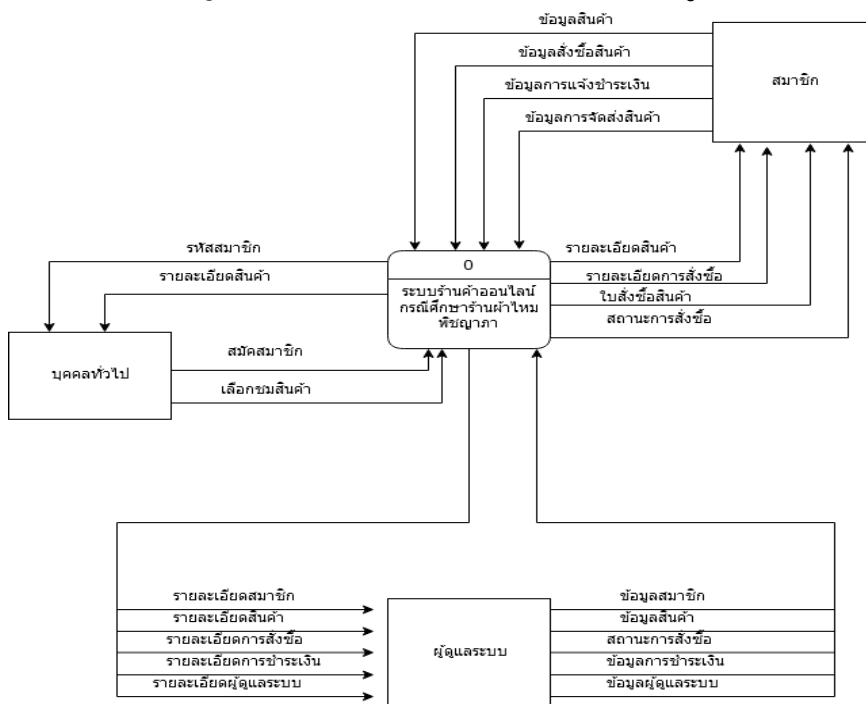 ข้อมูลสินค้า
ข้อมูลสั่งซื้อสินค้า
ข้อมูลการแจ้งชำระเงิน
ข้อมูลการจัดส่งสินค้า
สมาชิก
รหัสสมาชิก
รายละเอียดสินค้า
0
ระบบร้านค้าออนไลน์
กรณีศึกษาร้านผ้าไหม
พิชญาภา
รายละเอียดสินค้า
รายละเอียดการสั่งซื้อ
ใบสั่งซื้อสินค้า
สถานะการสั่งซื้อ
บุคคลทั่วไป
สมัคสมาชิก
เลือกชมสินค้า
รายละเอียดสมาชิก
รายละเอียดสินค้า
รายละเอียดการสั่งซื้อ
รายละเอียดการชำระเงิน
รายละเอียดผู้ดูแลระบบ
ผู้ดูแลระบบ
ข้อมูลสมาชิก
ข้อมูลสินค้า
สถานะการสั่งซื้อ
ข้อมูลการชำระเงิน
ข้อมูลผู้ดูแลระบบ